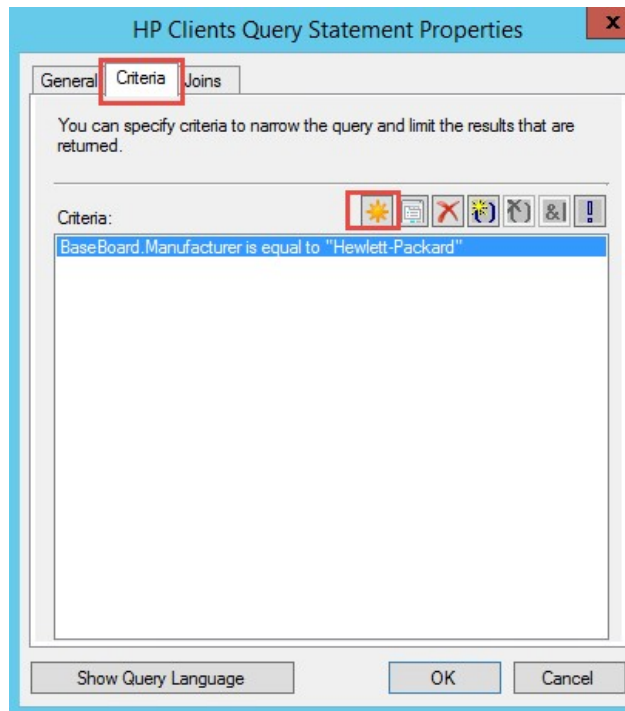 HP Clients Query Statement Properties
x
General Criteria Joins
You can specify criteria to narrow the query and limit the results that are
returned.
Criteria:
&|
!
BaseBoard.Manufacturer is equal to "Hewlett-Packard"
Show Query Language OK Cancel